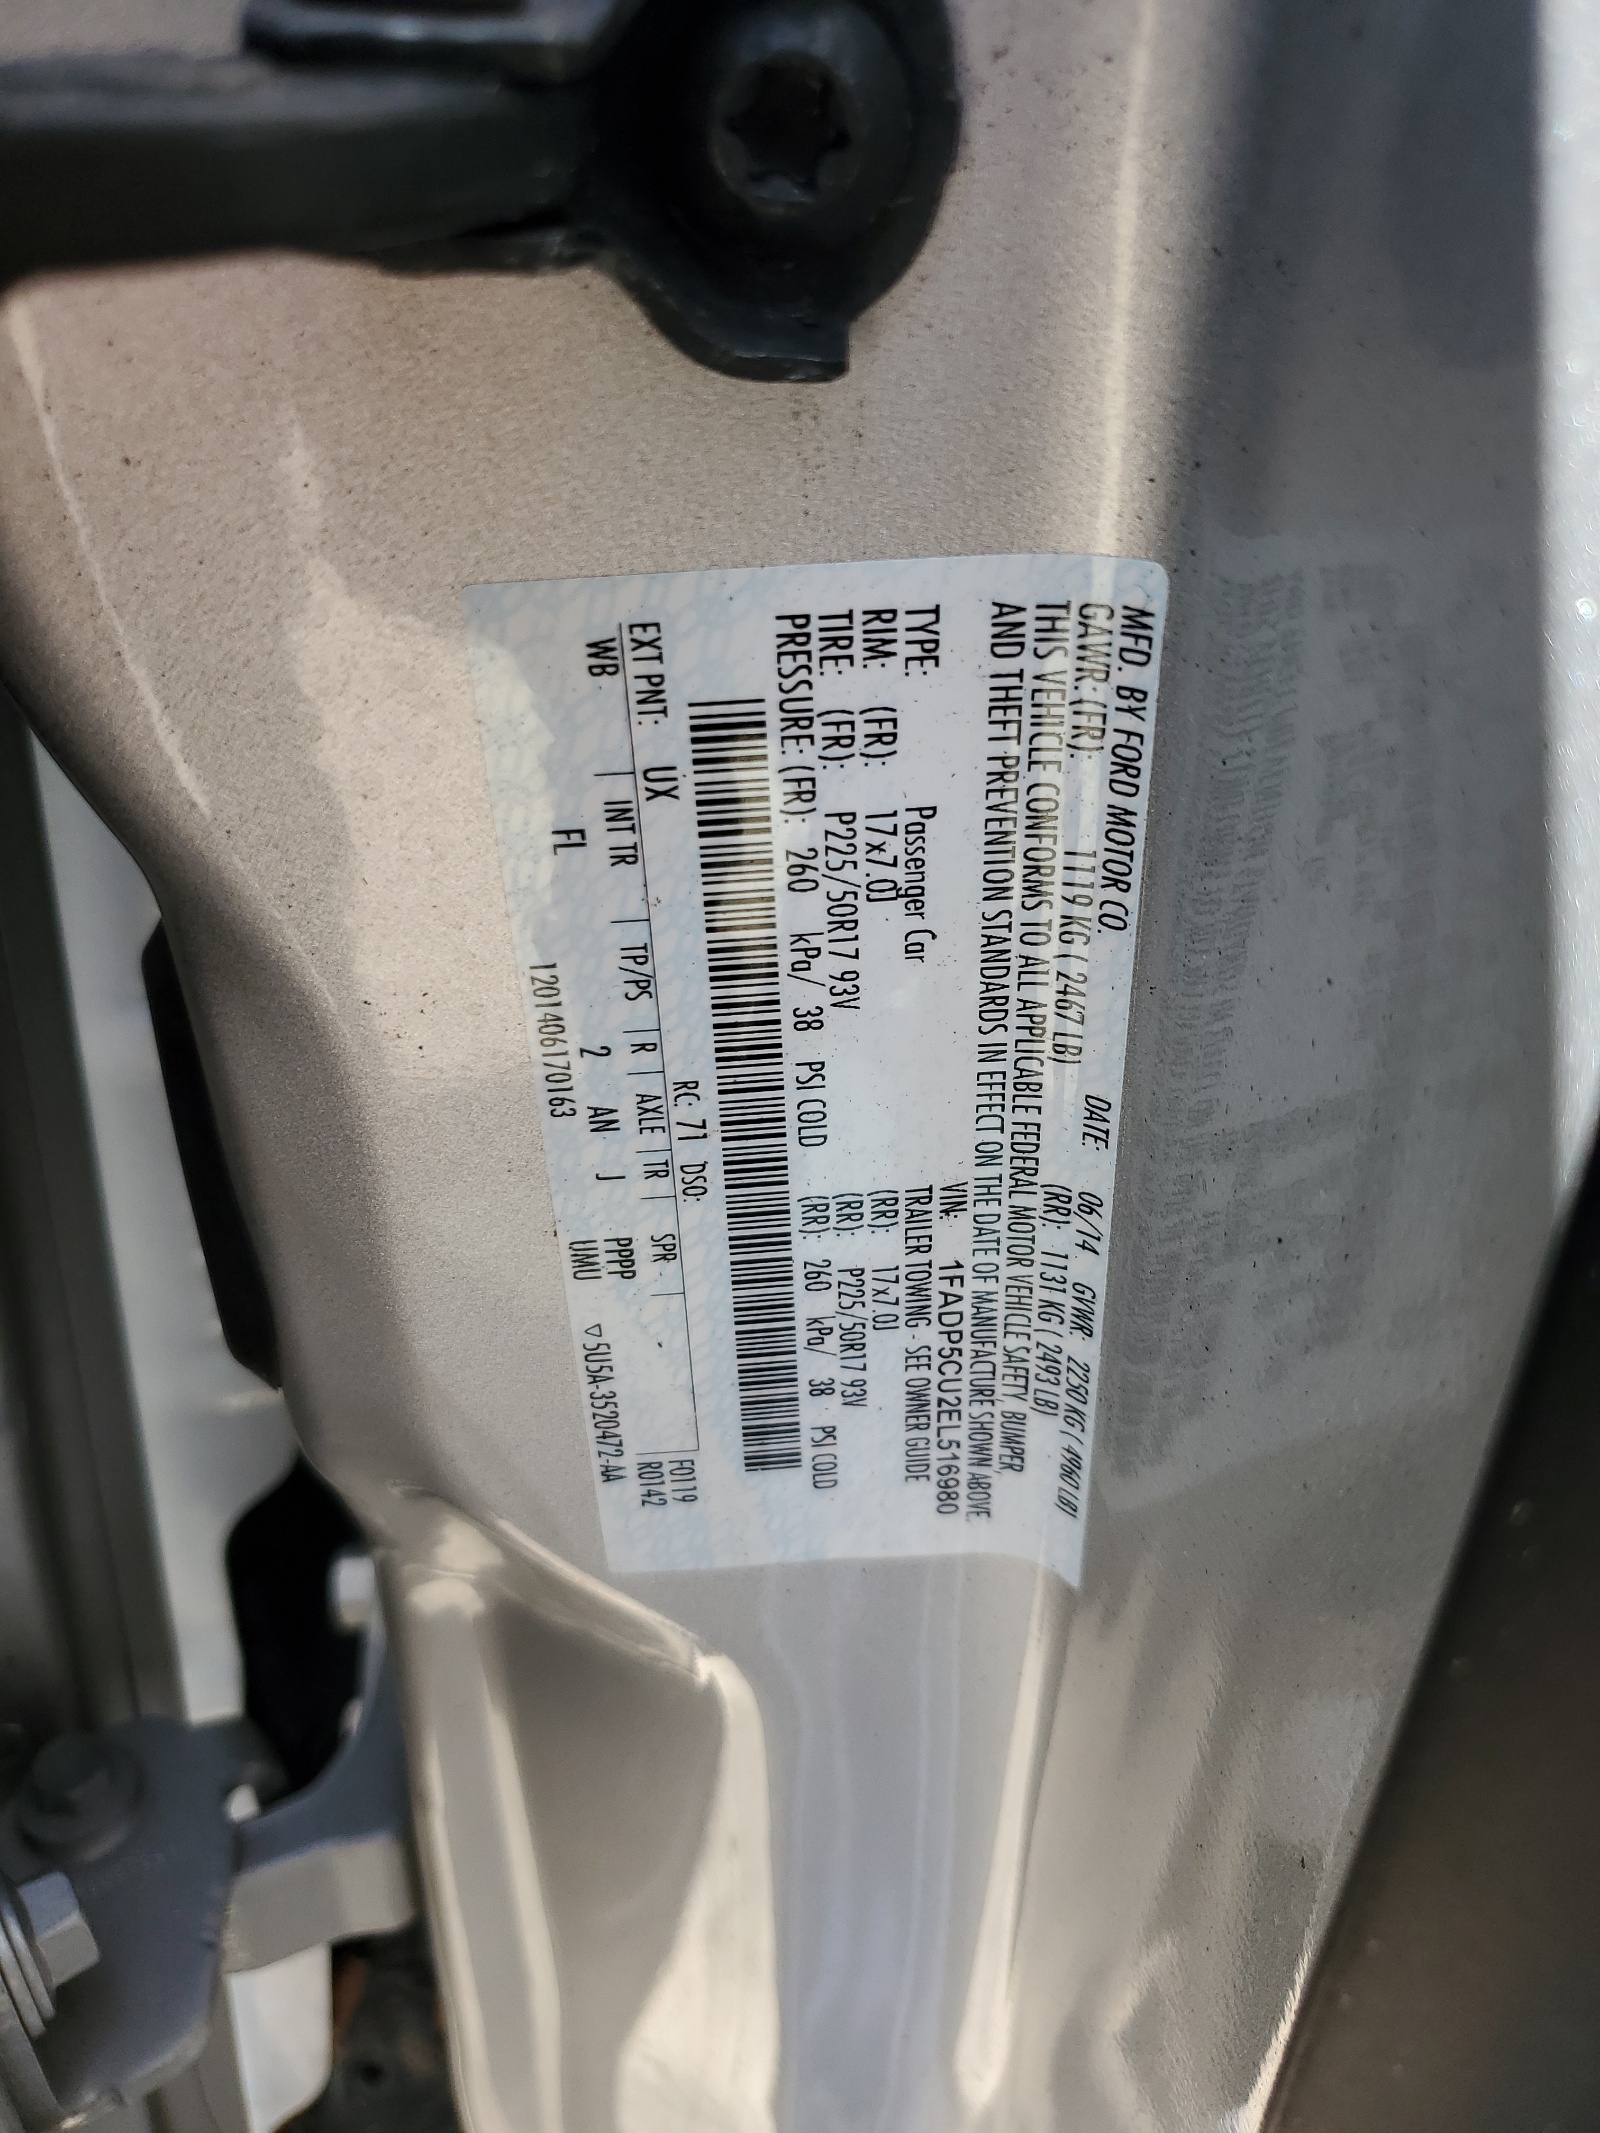 MFD. BY FORD MOTOR CO.
DATE: 06/14 GVWR: 2250 KG ( 4960 LB)
GAWR: (FR): 1119 KG ( 2467 LB) (RR): 1131 KG ( 2493 LB)
THIS VEHICLE CONFORMS TO ALL APPLICABLE FEDERAL MOTOR VEHICLE SAFETY, BUMPER,
AND THEFT PREVENTION STANDARDS IN EFFECT ON THE DATE OF MANUFACTURE SHOWN ABOVE.
VIN: 1FADP5CU2EL516980
TYPE: Passenger Car TRAILER TOWING - SEE OWNER GUIDE
RIM: (FR): 17x7.0J (RR): 17x7.0J
TIRE: (FR): P225/50R17 93V (RR): P225/50R17 93V
PRESSURE: (FR): 260 kPa/ 38 PSI COLD (RR): 260 kPa/ 38 PSI COLD
RC: 71 DSO: F0119
EXT PNT: UX R0142
WB INT TR TP/PS R AXLE TR SPR PPPP
FL 2 AN J UMU ▽5U5A-3520472-AA
1201406170163